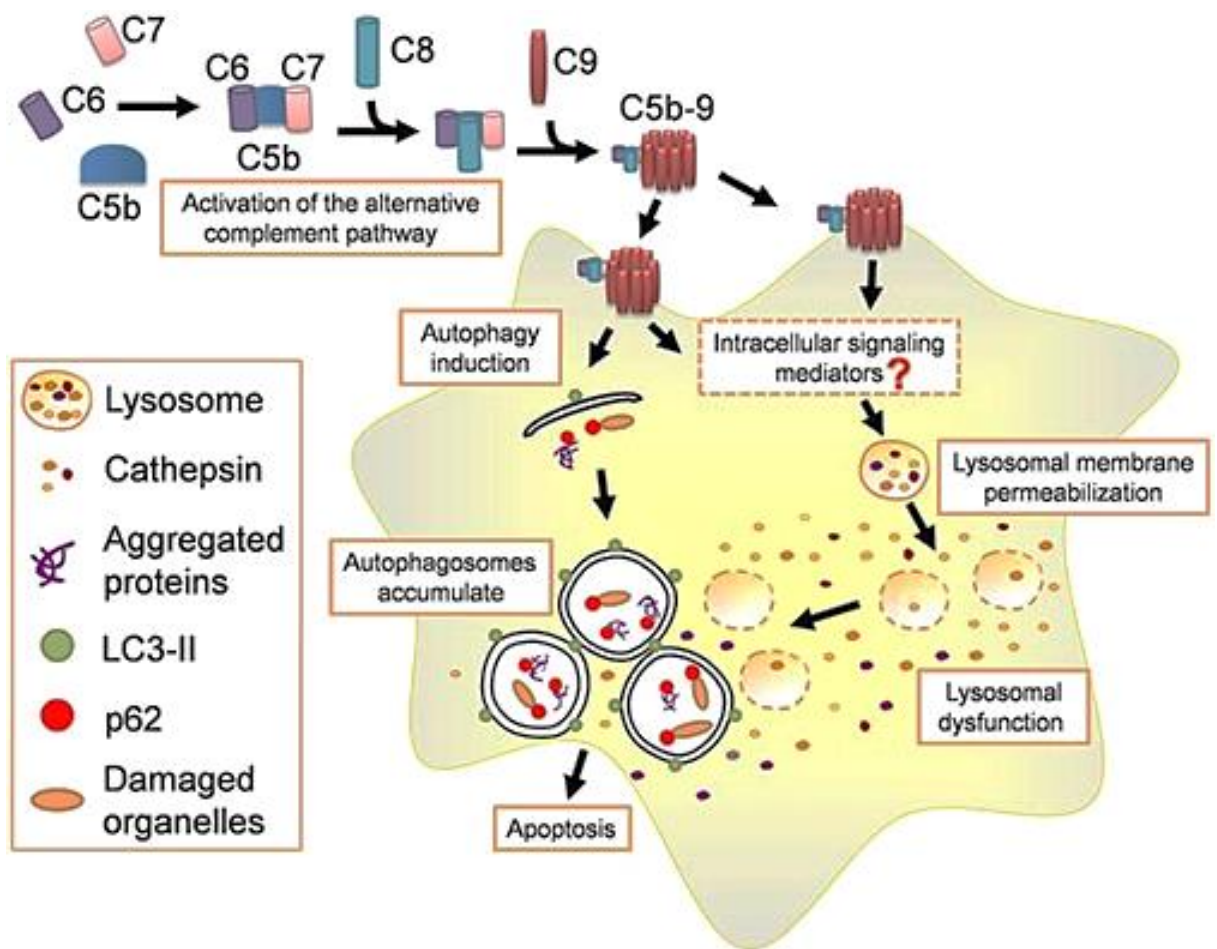 C7
C8
C9
C6
C7
C6
C5b-9
C5b
C5b
Activation of the alternative
complement pathway
Autophagy
induction
Intracellular signaling
mediators?
Lysosome
Cathepsin
Aggregated
proteins
LC3-II
p62
Damaged
organelles
Lysosomal membrane
permeabilization
Autophagosomes
accumulate
Lysosomal
dysfunction
Apoptosis